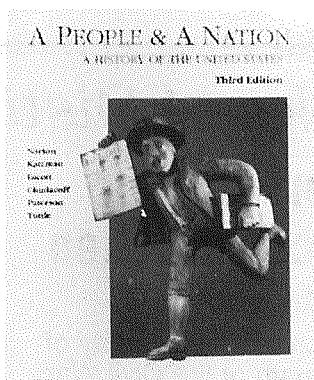 A PEOPLE & A NATION
A HISTORY OF THE UNITED STATES
Third Edition
Norton
Katzman
Escott
Chudacoff
Paterson
Tuttle